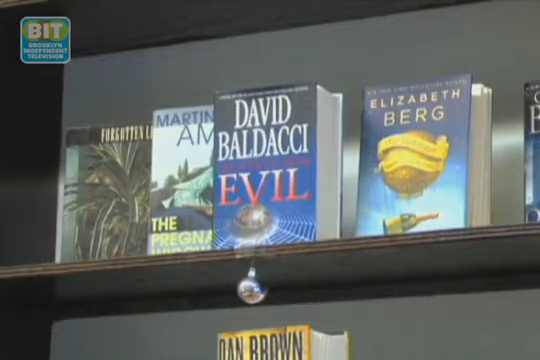 BIT
BROOKLYN
INDEPENDENT
TELEVISION
FORGOTTEN
MARTIN
AM
THE
PREGNA
DAVID
BALDACCI
EVIL
ELIZABETH
BERG
DAN BROWN